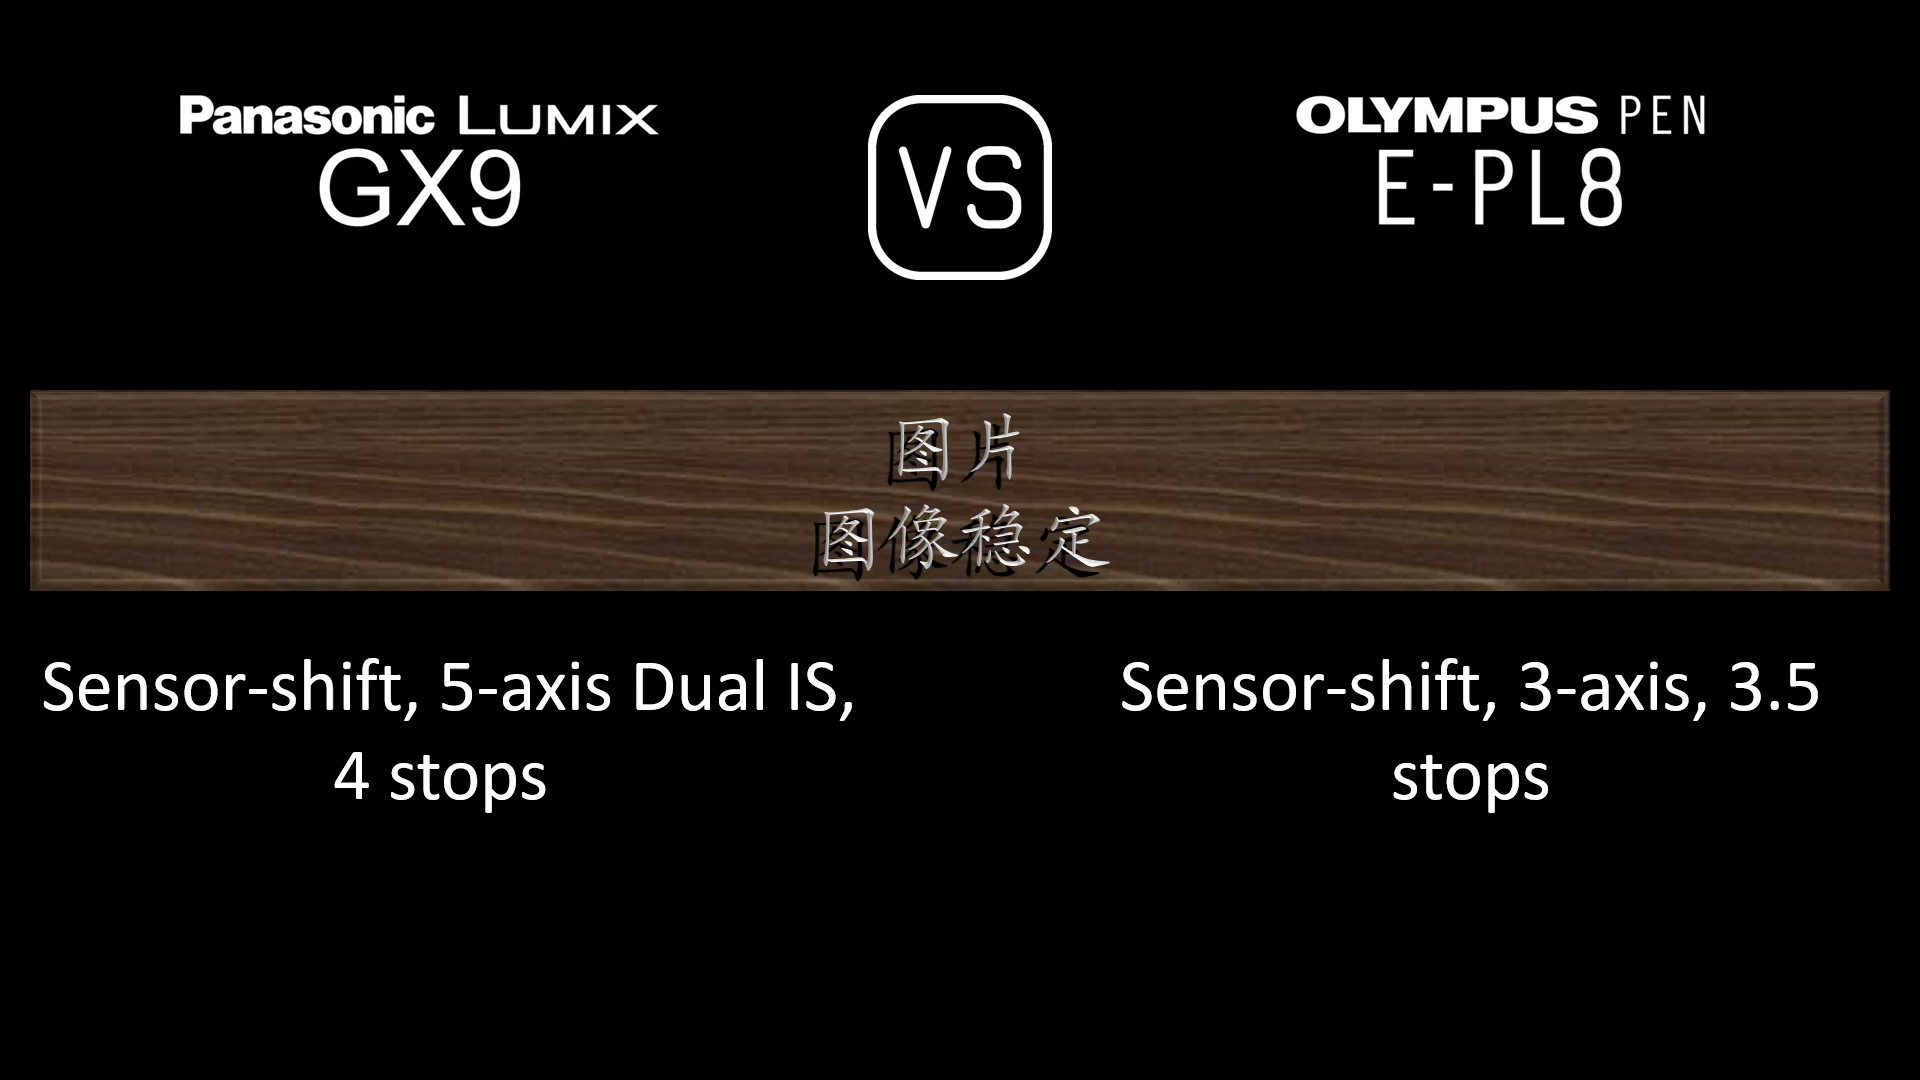 Panasonic LUMIX
GX9
VS
OLYMPUS PEN
E-PL8
图片
图像稳定
Sensor-shift, 5-axis Dual IS,
4 stops
Sensor-shift, 3-axis, 3.5
stops